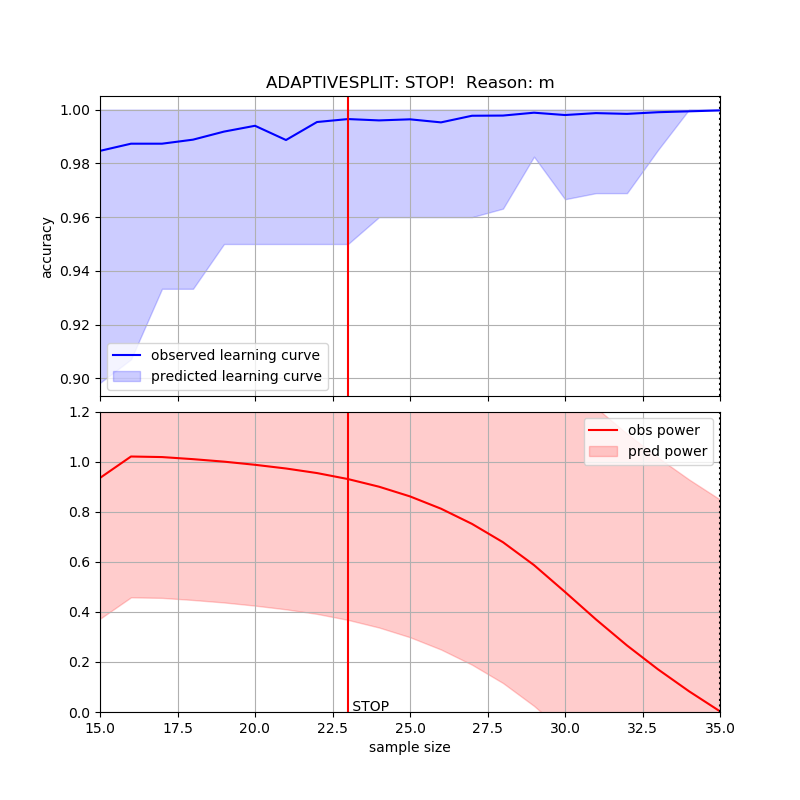 ADAPTIVESPLIT: STOP!  Reason: m
1.00
0.98
0.96
0.94
0.92
0.90
accuracy
observed learning curve
predicted learning curve
1.2
1.0
0.8
0.6
0.4
0.2
0.0
obs power
pred power
STOP
15.0 17.5 20.0 22.5 25.0 27.5 30.0 32.5 35.0
sample size